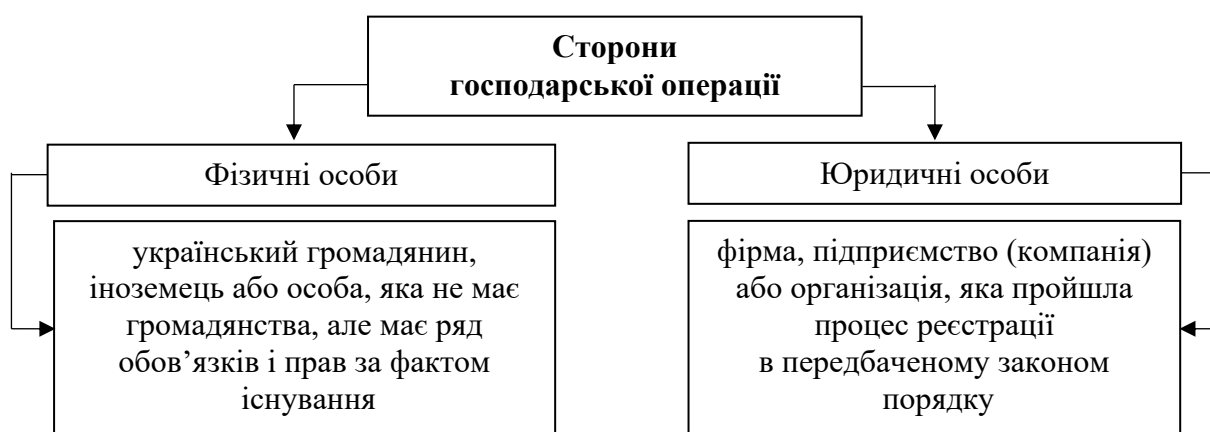 Сторони
господарської операції
Фізичні особи
Юридичні особи
український громадянин,
іноземець або особа, яка не має
громадянства, але має ряд
обов’язків і прав за фактом
існування
фірма, підприємство (компанія)
або організація, яка пройшла
процес реєстрації
в передбаченому законом
порядку